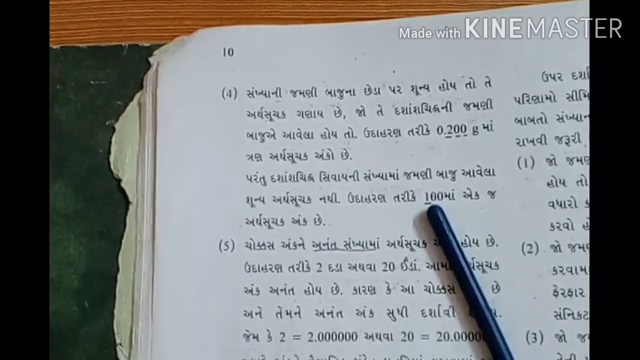 Made with KINEMASTER
10
(4) સંખ્યાની જમણી બાજુના છેડા પર શૂન્ય હોય તો તે
અર્થસૂચક ગણાય છે, જો તે દશાંશચિહ્નની જમણી
બાજુએ આવેલા હોય તો. ઉદાહરણ તરીકે 0.200 g માં
ત્રણ અર્થસૂચક અંકો છે.
પરંતુ દશાંશચિહ્ન સિવાયની સંખ્યામાં જમણી બાજુ આવેલા
શૂન્ય અર્થસૂચક નથી. ઉદાહરણ તરીકે 100માં એક જ
અર્થસૂચક અંક છે.
(5) ચોક્કસ અંકને અનંત સંખ્યામાં અર્થસૂચક હોય છે.
ઉદાહરણ તરીકે 2 દડા અથવા 20 ઈંડાં.
અંક અનંત હોય છે. કારણ કે આ ચોક્કસ છે
અને તેમને અનંત અંક સુધી દર્શાવી
જેમ કે 2 = 2.000000 અથવા 20 = 20.0000
ઉપર
પરિણામો
બાબતો સંખ્યાન
રાખવી જરૂરી
(1) જો જમ
હોય તો
વધારો ક
કરવો હ
(2) જો જમ
કરવામ
ફેરફાર
(3) જો જ